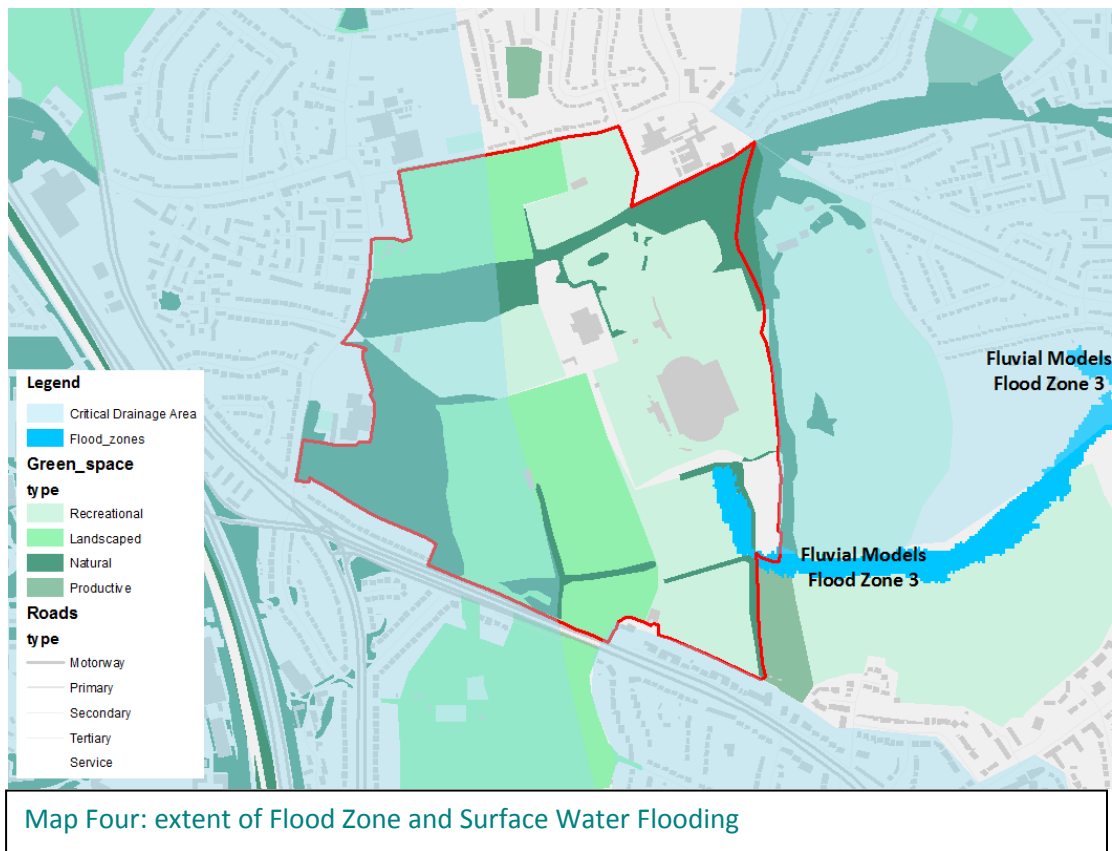 Fluvial Models
Flood Zone 3
Legend
Critical Drainage Area
Flood_zones
Green_space
type
Recreational
Landscaped
Natural
Productive
Roads
type
Motorway
Primary
Secondary
Tertiary
Service
Fluvial Models
Flood Zone 3
Map Four: extent of Flood Zone and Surface Water Flooding